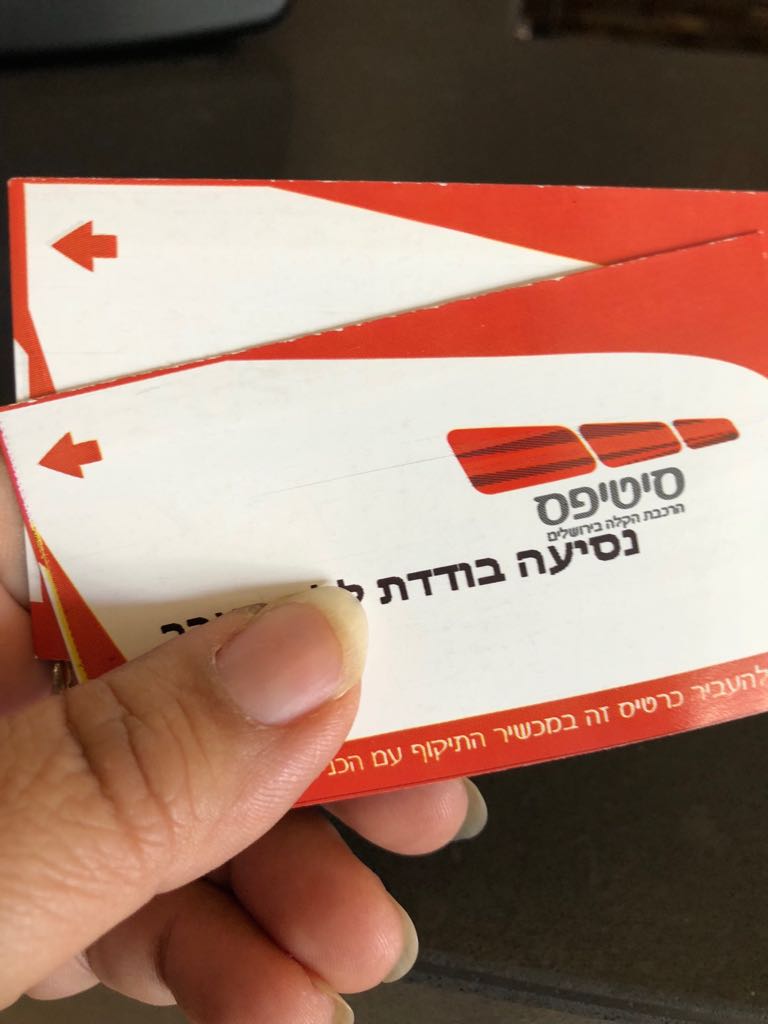 סיטיפס
הרכבת הקלה בירושלים
נסיעה בודדת
להעביר כרטיס זה במכשיר התיקוף עם